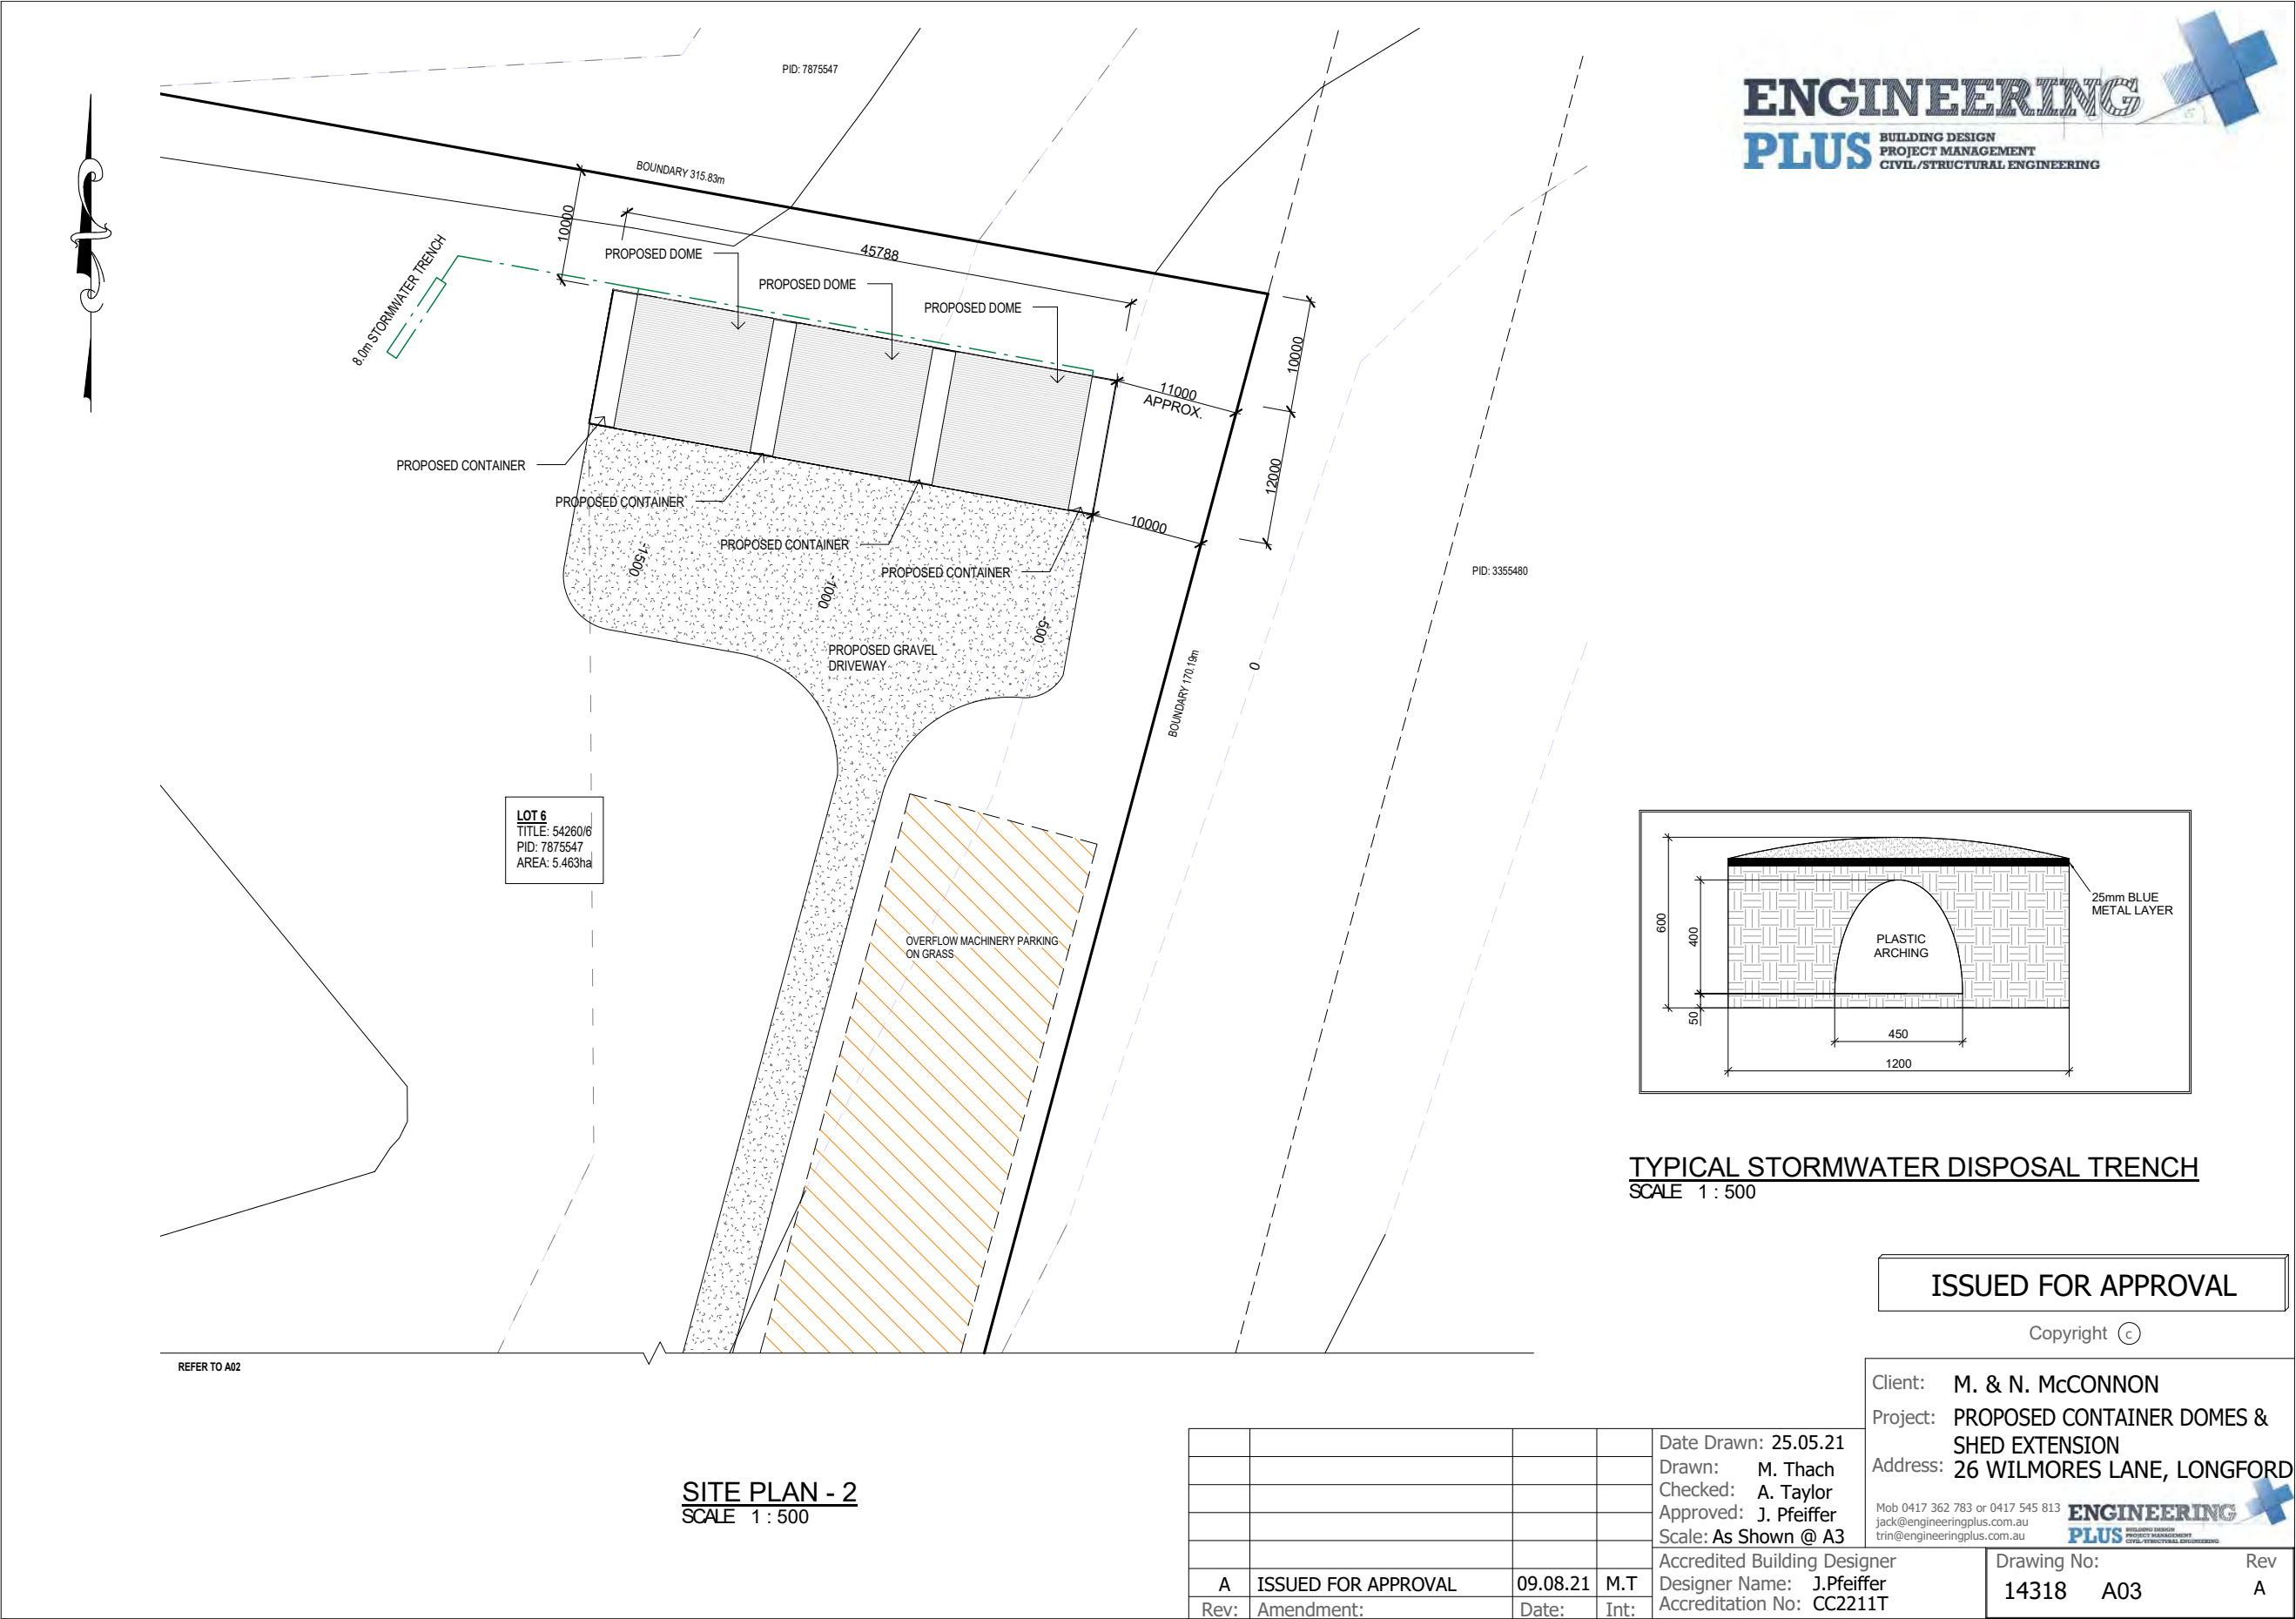 PID: 7875547
ENGINEERING
PLUS
BUILDING DESIGN
PROJECT MANAGEMENT
CIVIL/STRUCTURAL ENGINEERING
BOUNDARY 315.83m
10000
45788
8.0m STORMWATER TRENCH
PROPOSED DOME
PROPOSED DOME
PROPOSED DOME
10000
11000
APPROX.
12000
10000
PROPOSED CONTAINER
PROPOSED CONTAINER
PROPOSED CONTAINER
PROPOSED CONTAINER
-1500
-1000
-500
0
PID: 3355480
PROPOSED GRAVEL
DRIVEWAY
BOUNDARY 170.19m
LOT 6
TITLE: 54260/6
PID: 7875547
AREA: 5.463ha
OVERFLOW MACHINERY PARKING
ON GRASS
25mm BLUE
METAL LAYER
PLASTIC
ARCHING
600
400
50
450
1200
TYPICAL STORMWATER DISPOSAL TRENCH
SCALE 1 : 500
ISSUED FOR APPROVAL
Copyright c
REFER TO A02
SITE PLAN - 2
SCALE 1 : 500
A ISSUED FOR APPROVAL 09.08.21 M.T
Rev: Amendment: Date: Int:
Date Drawn: 25.05.21
Drawn: M. Thach
Checked: A. Taylor
Approved: J. Pfeiffer
Scale: As Shown @ A3
Accredited Building Designer
Designer Name: J.Pfeiffer
Accreditation No: CC2211T
Client: M. & N. McCONNON
Project: PROPOSED CONTAINER DOMES &
SHED EXTENSION
Address: 26 WILMORES LANE, LONGFORD
Mob 0417 362 783 or 0417 545 813
jack@engineeringplus.com.au
trin@engineeringplus.com.au
ENGINEERING
PLUS
BUILDING DESIGN
PROJECT MANAGEMENT
CIVIL/STRUCTURAL ENGINEERING
Drawing No: Rev
14318 A03 A